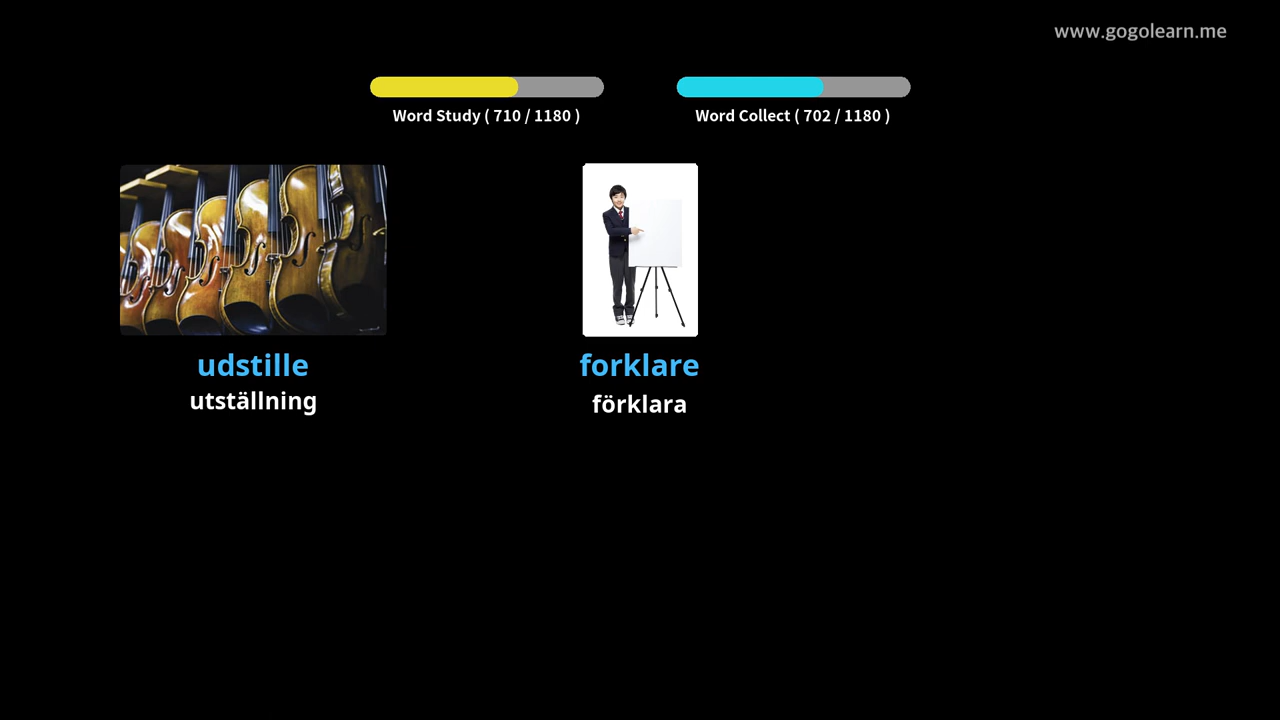 www.gogolearn.me
Word Study ( 710 / 1180 )
Word Collect ( 702 / 1180 )
udstille
utställning
forklare
förklara